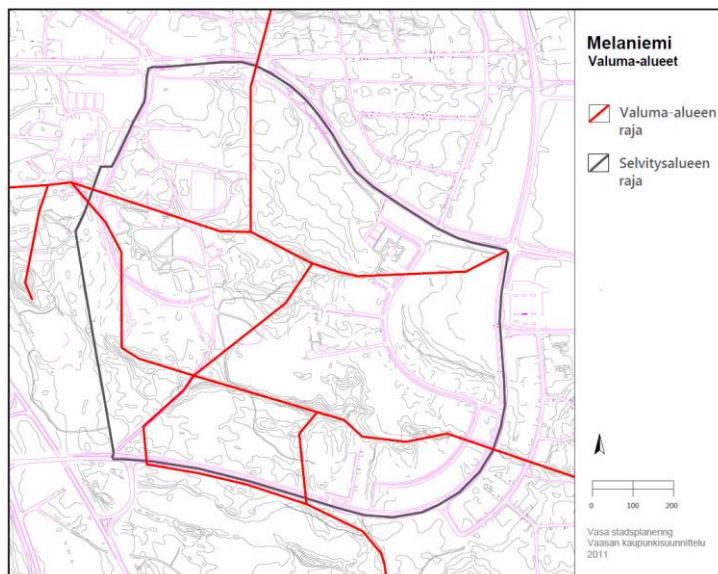 Melaniemi
Valuma-alueet
Valuma-alueen
raja
Selvitysalueen
raja
0 100 200
Vasa stadsplanering
Vaasan kaupunkisuunnittelu
2011